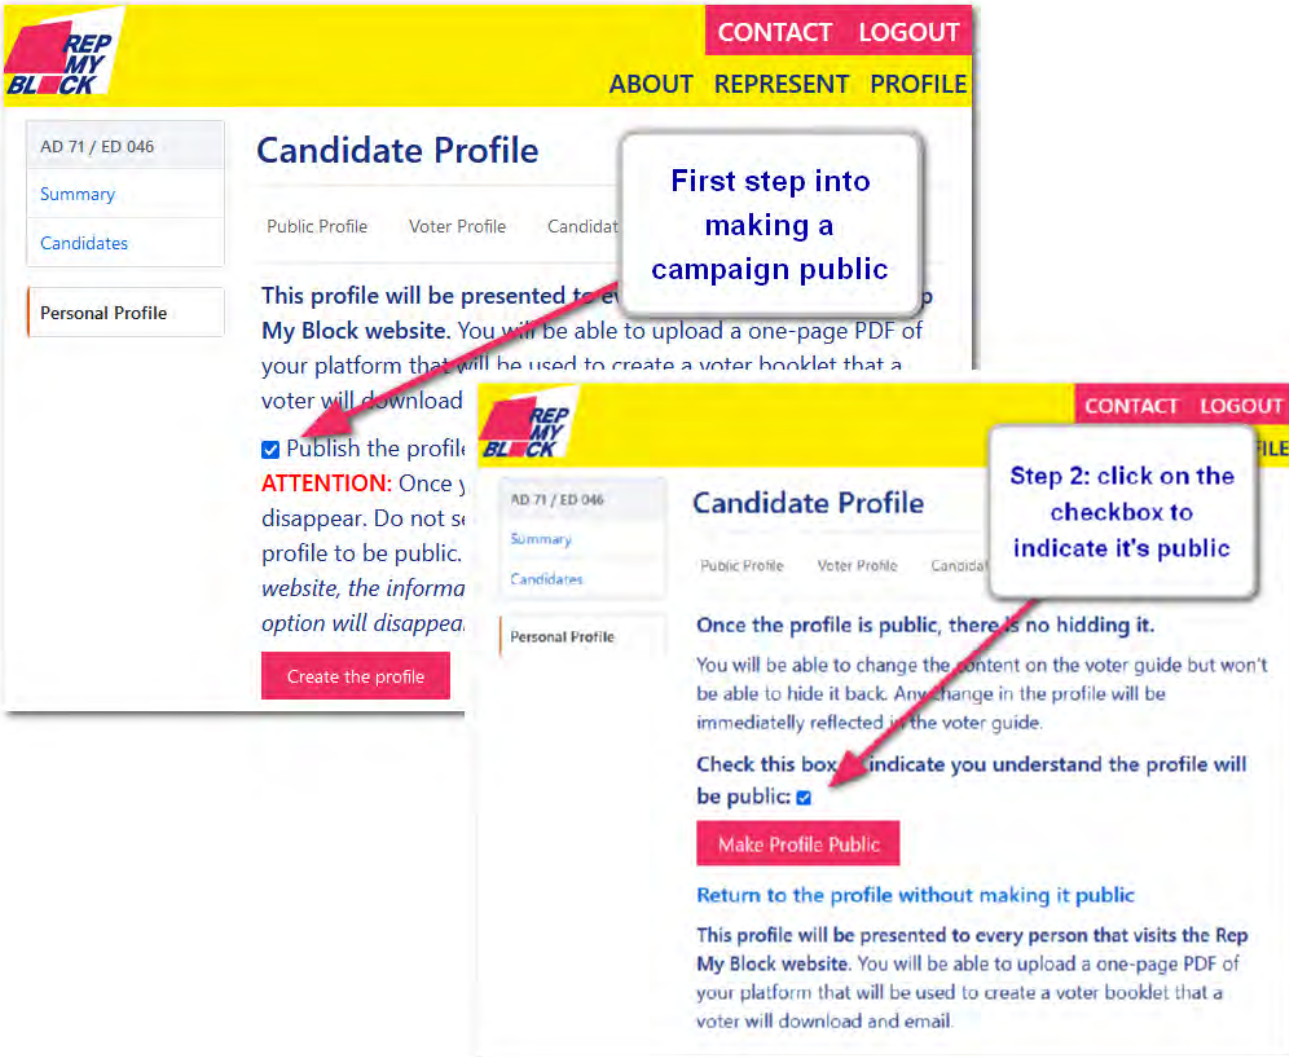 REP
MY
BL CK
CONTACT LOGOUT
ABOUT REPRESENT PROFILE
AD 71 / ED 046
Summary
Candidates
Personal Profile
Candidate Profile
Public Profile Voter Profile Candidat
First step into
making a
campaign public
This profile will be presented to ev p
My Block website. You will be able to upload a one-page PDF of
your platform that will be used to create a voter booklet that a
voter will download
Publish the profile
ATTENTION: Once y
disappear. Do not se
profile to be public.
website, the informa
option will disappea
Create the profile
REP
MY
BL CK
CONTACT LOGOUT
FILE
AD 71 / ED 046
Summary
Candidates
Personal Profile
Candidate Profile
Public Profile Voter Profile Candidat
Step 2: click on the
checkbox to
indicate it's public
Once the profile is public, there is no hidding it.
You will be able to change the content on the voter guide but won't
be able to hide it back. Any change in the profile will be
immediatelly reflected in the voter guide.
Check this box indicate you understand the profile will
be public:
Make Profile Public
Return to the profile without making it public
This profile will be presented to every person that visits the Rep
My Block website. You will be able to upload a one-page PDF of
your platform that will be used to create a voter booklet that a
voter will download and email.